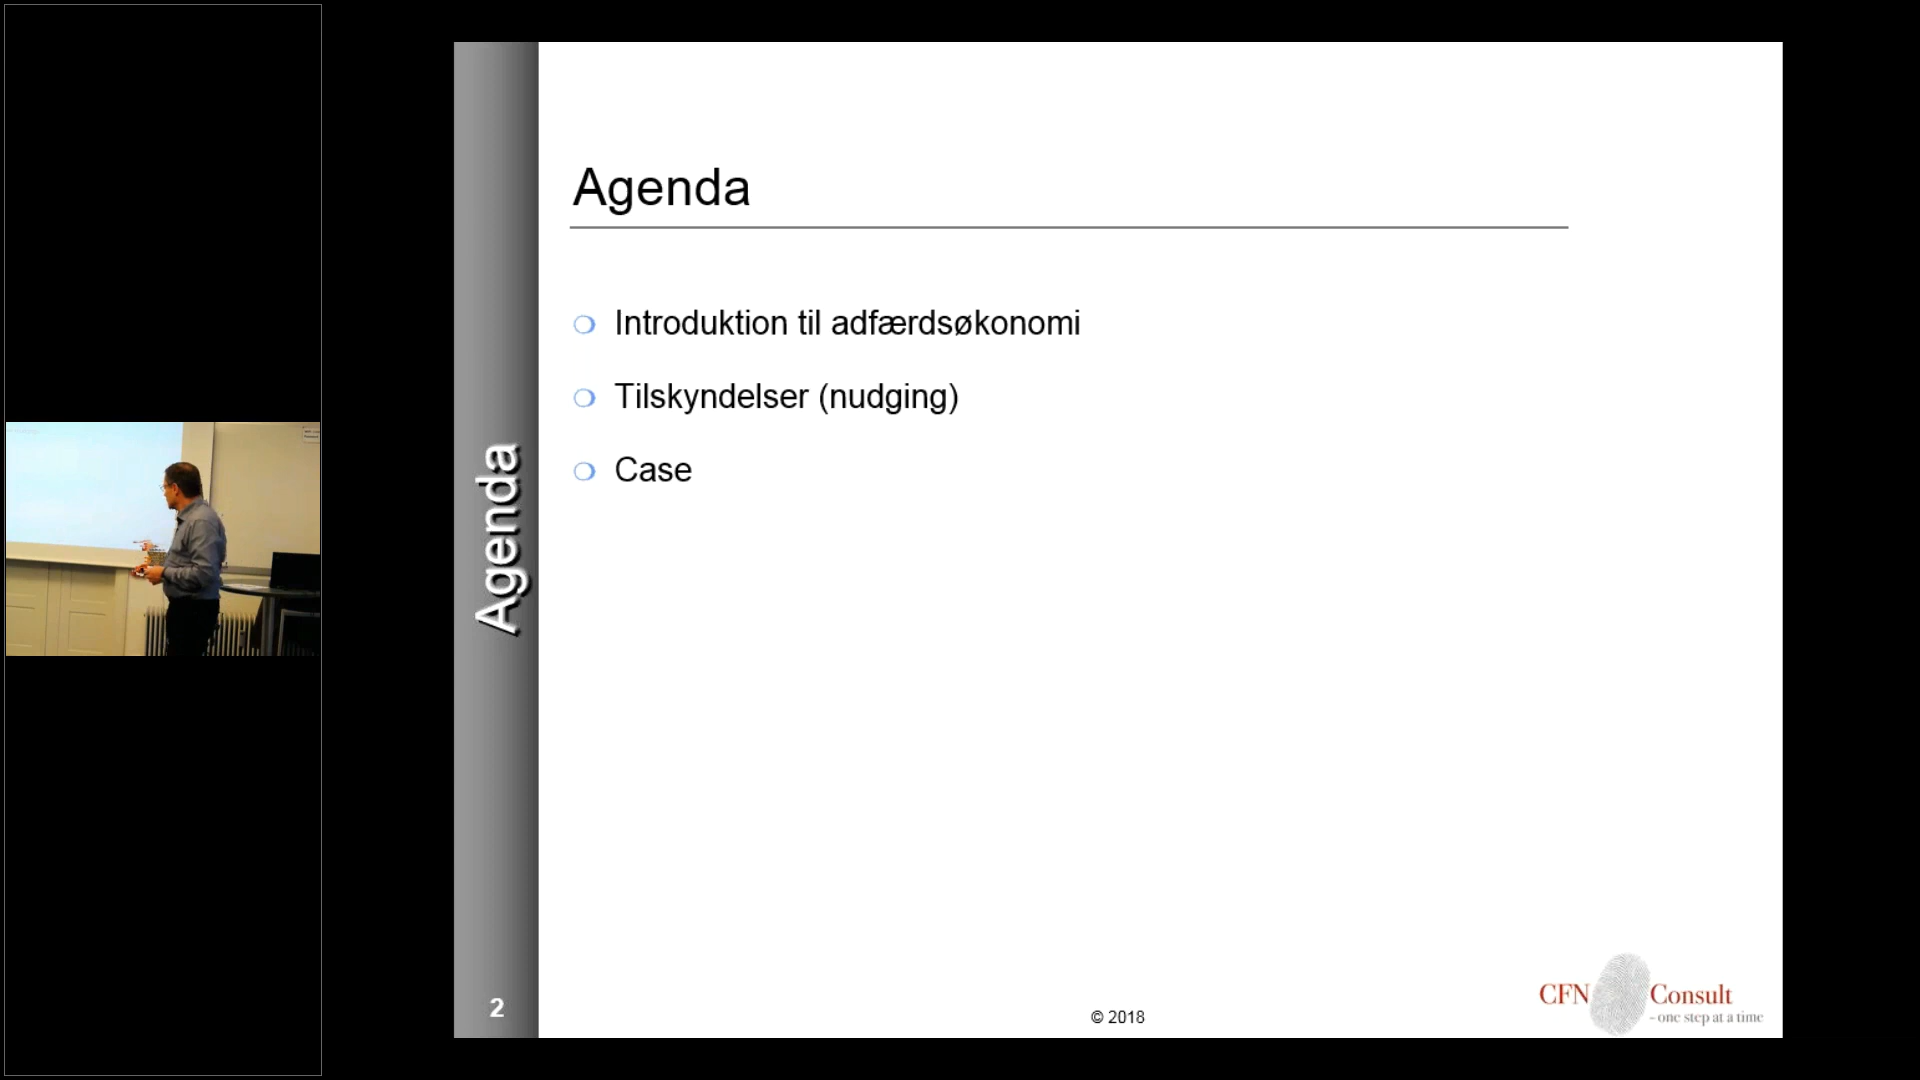 Agenda
Introduktion til adfærdsøkonomi
Tilskyndelser (nudging)
Case
Agenda
2
© 2018
CFN Consult
- one step at a time